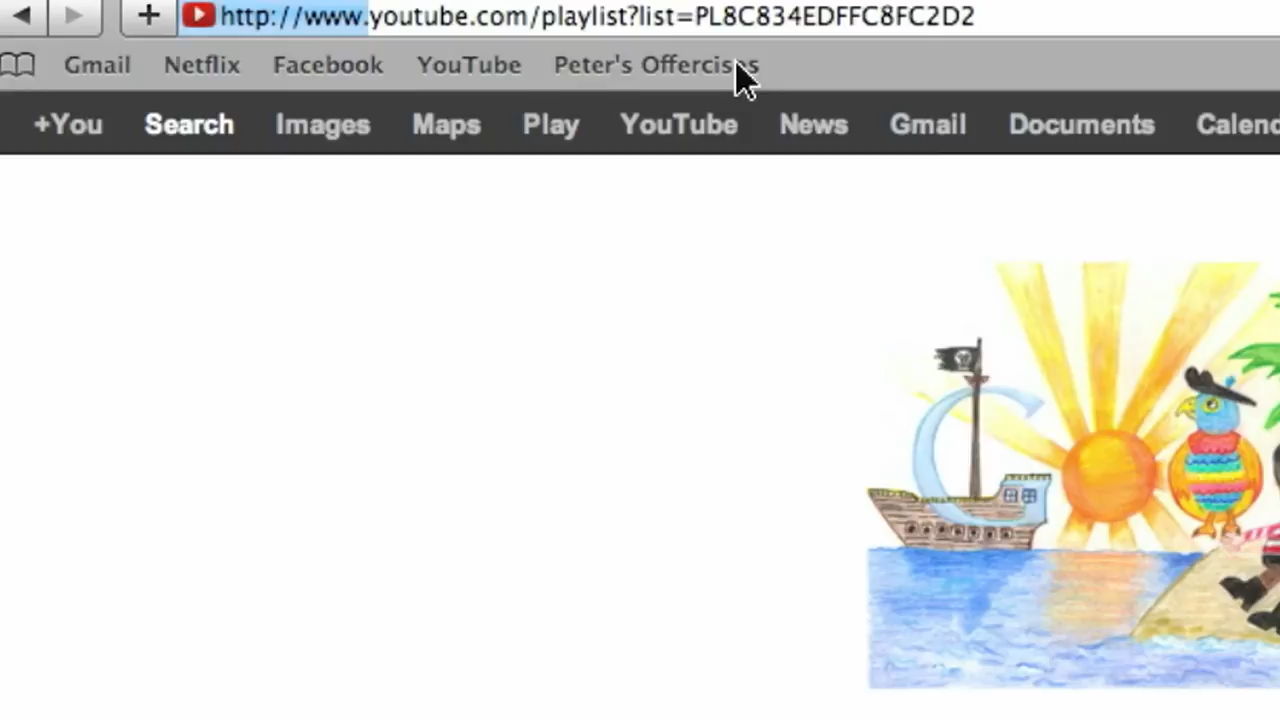 http://www.youtube.com/playlist?list=PL8C834EDFFC8FC2D2
Gmail Netflix Facebook YouTube Peter's Offercises
+You Search Images Maps Play YouTube News Gmail Documents